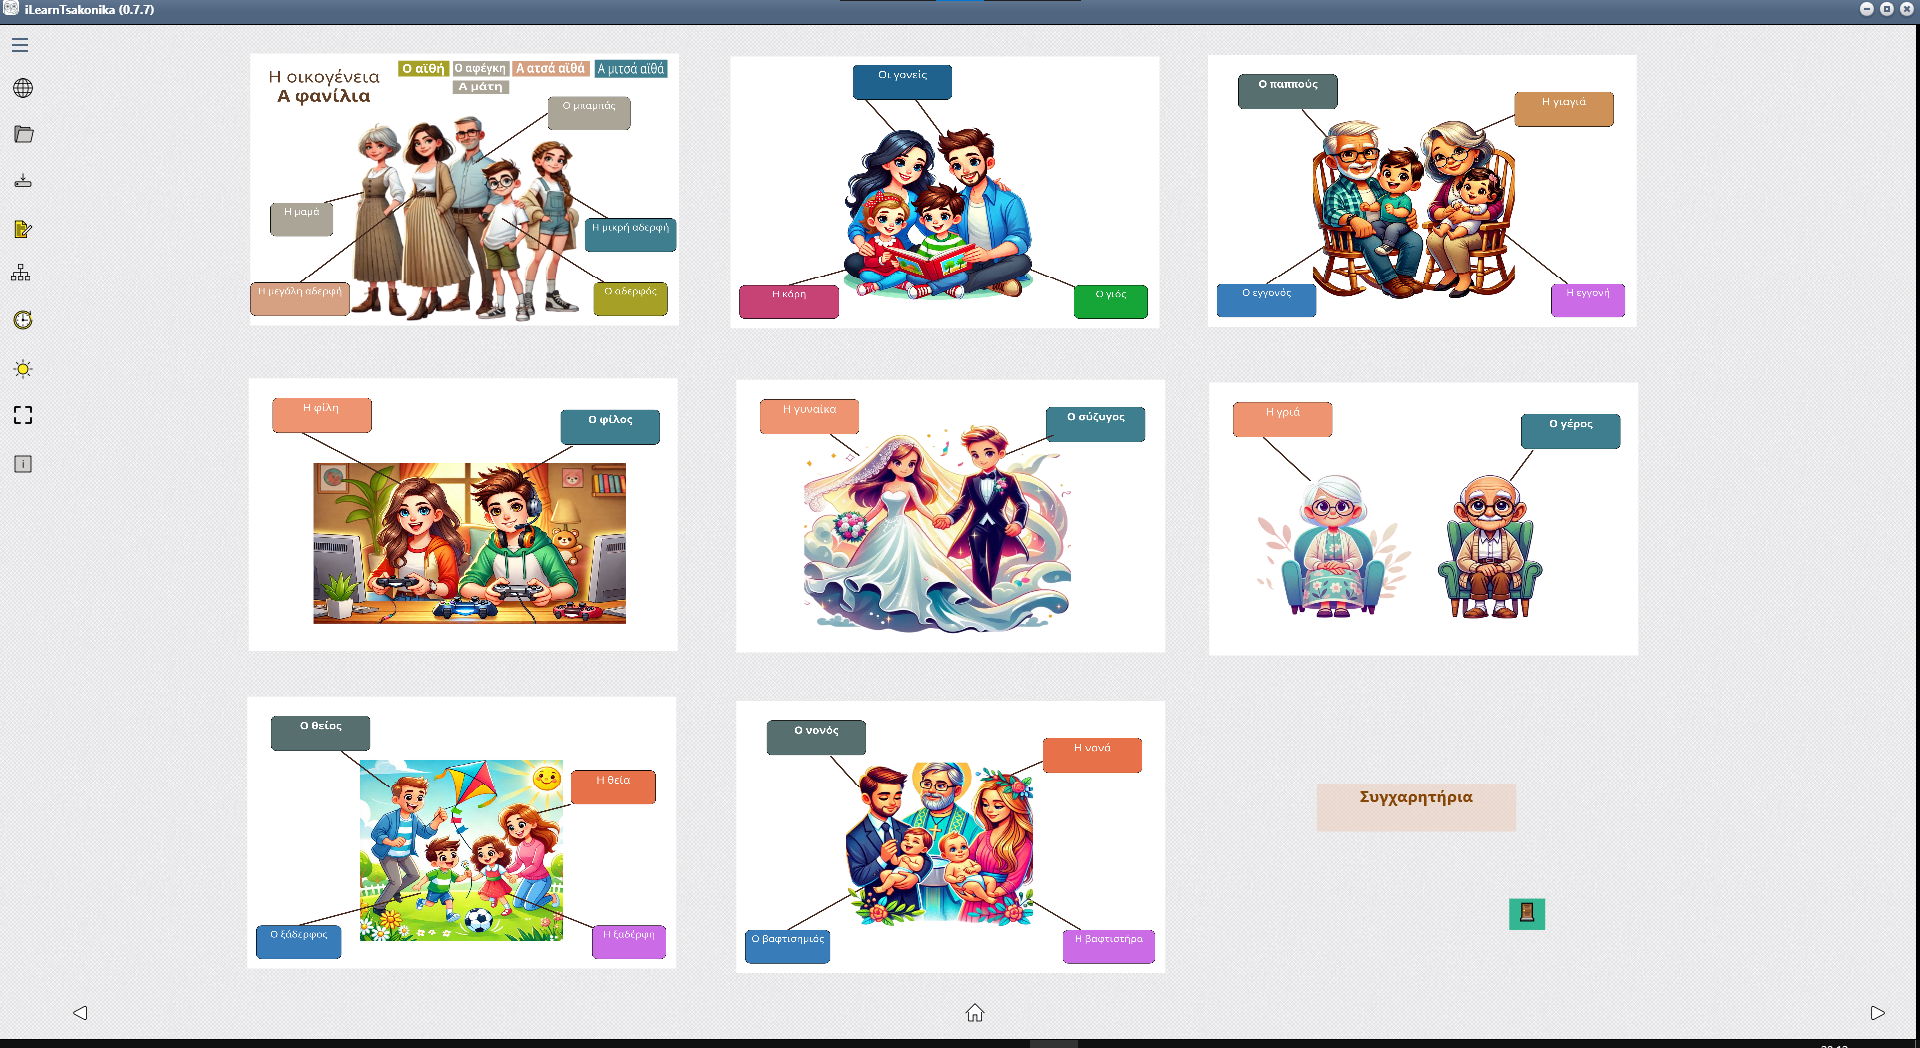 iLearnTsakonika (0.7.7)
Η οικογένεια
Α φανίλια
Ο αϊθή
Ο αφέγκη
Α ατσά αϊθά
Α μιτσά αϊθά
Α μάτη
Ο μπαμπάς
Η μαμά
Η μικρή αδερφή
Η μεγάλη αδερφή
Ο αδερφός
Οι γονείς
Η κόρη
Ο γιός
Ο παππούς
Η γιαγιά
Ο εγγονός
Η εγγονή
Η φίλη
Ο φίλος
Η γυναίκα
Ο σύζυγος
Η γριά
Ο γέρος
Ο θείος
Η θεία
Ο ξάδερφος
Η ξαδέρφη
Ο νονός
Η νονά
Ο βαφτισημιός
Η βαφτιστήρα
Συγχαρητήρια